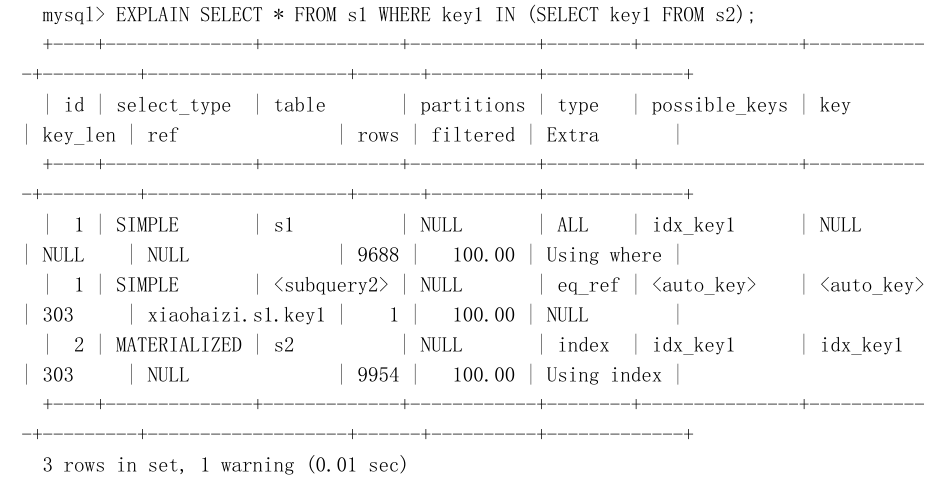 mysql> EXPLAIN SELECT * FROM s1 WHERE key1 IN (SELECT key1 FROM s2);
+----+--------------+-------------+------------+--------+---------------+-----------
-+---------+-------------------+------+----------+-------------+
| id | select_type | table | partitions | type | possible_keys | key
| key_len | ref | rows | filtered | Extra |
+----+--------------+-------------+------------+--------+---------------+-----------
-+---------+-------------------+------+----------+-------------+
| 1 | SIMPLE | s1 | NULL | ALL | idx_key1 | NULL
| NULL | NULL | 9688 | 100.00 | Using where |
| 1 | SIMPLE | <subquery2> | NULL | eq_ref | <auto_key> | <auto_key>
| 303 | xiaohaizi.s1.key1 | 1 | 100.00 | NULL |
| 2 | MATERIALIZED | s2 | NULL | index | idx_key1 | idx_key1
| 303 | NULL | 9954 | 100.00 | Using index |
+----+--------------+-------------+------------+--------+---------------+-----------
-+---------+-------------------+------+----------+-------------+
3 rows in set, 1 warning (0.01 sec)